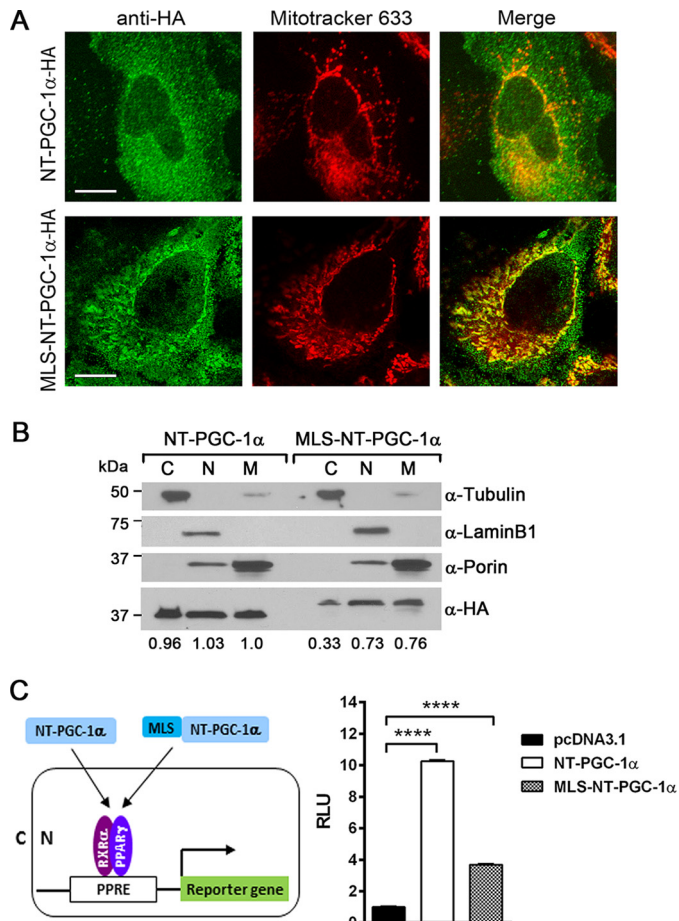 A
anti-HA
Mitotracker 633
Merge
NT-PGC-1α-HA
MLS-NT-PGC-1α-HA
B
NT-PGC-1α
MLS-NT-PGC-1α
kDa
C N M C N M
50
α-Tubulin
75
α-LaminB1
37
α-Porin
37
α-HA
0.96 1.03 1.0 0.33 0.73 0.76
C
NT-PGC-1α
MLS
NT-PGC-1α
C
N
RXRα
PPARγ
PPRE
Reporter gene
RLU
14
12
10
8
6
4
2
0
****
****
pcDNA3.1
NT-PGC-1α
MLS-NT-PGC-1α